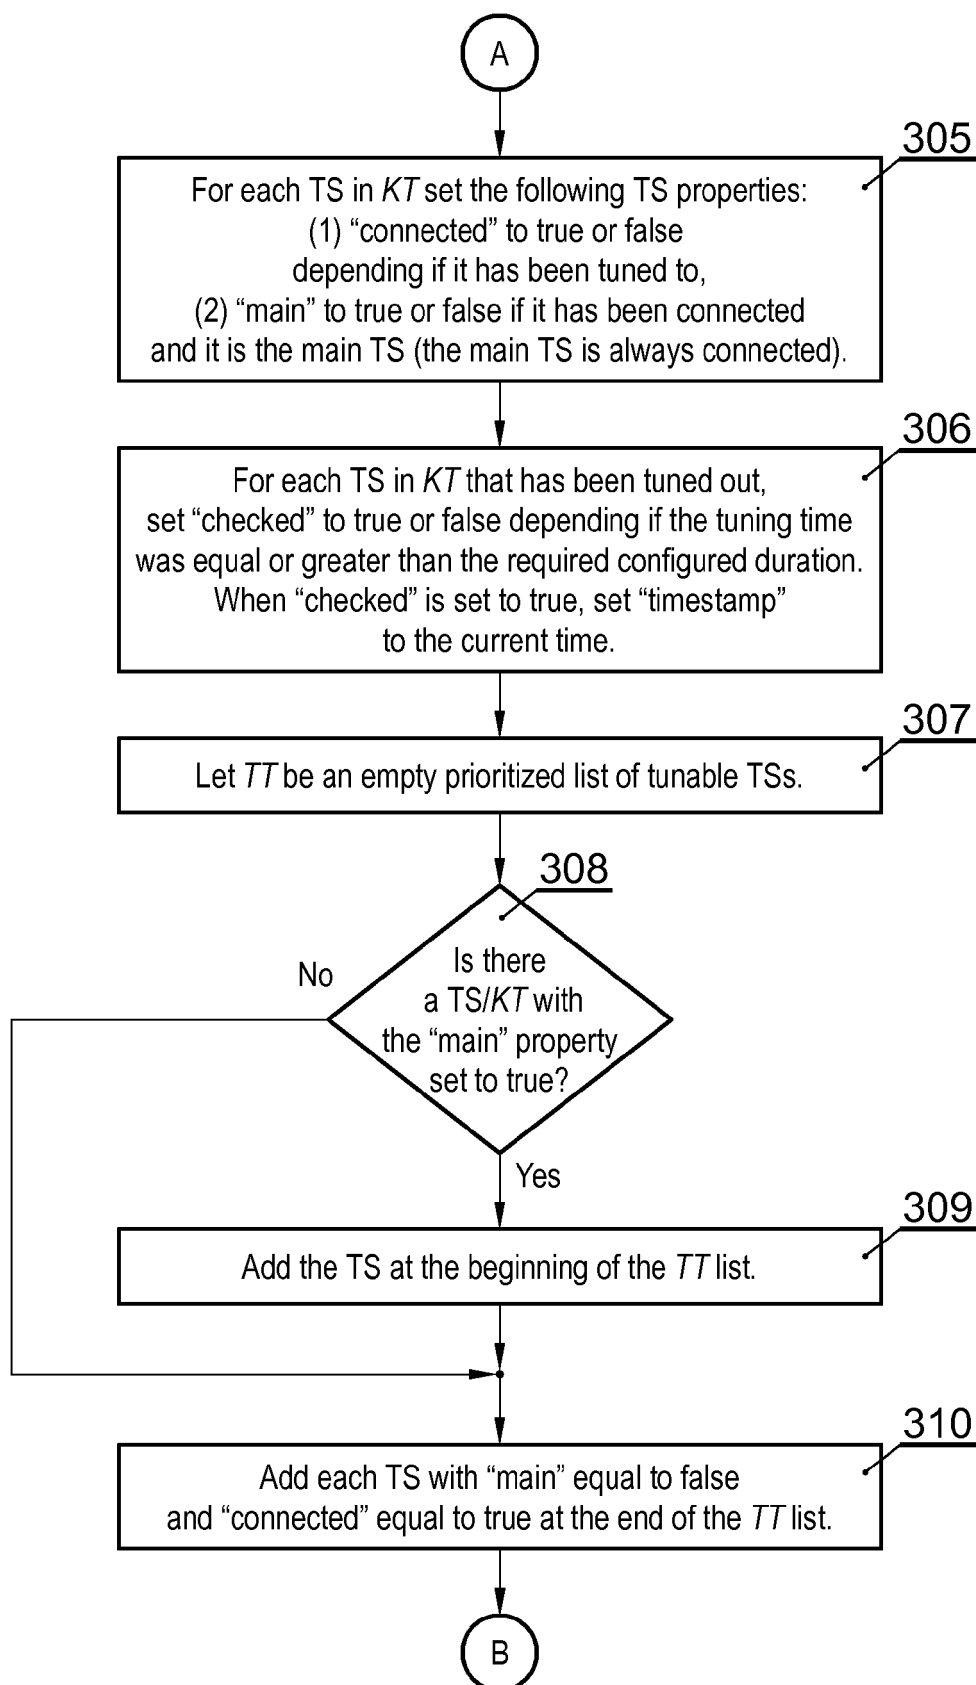 A
305
For each TS in KT set the following TS properties:
(1) “connected” to true or false
depending if it has been tuned to,
(2) “main” to true or false if it has been connected
and it is the main TS (the main TS is always connected).
306
For each TS in KT that has been tuned out,
set “checked” to true or false depending if the tuning time
was equal or greater than the required configured duration.
When “checked” is set to true, set “timestamp”
to the current time.
307
Let TT be an empty prioritized list of tunable TSs.
308
Is there
a TS/KT with
the “main” property
set to true?
No
Yes
309
Add the TS at the beginning of the TT list.
310
Add each TS with “main” equal to false
and “connected” equal to true at the end of the TT list.
B